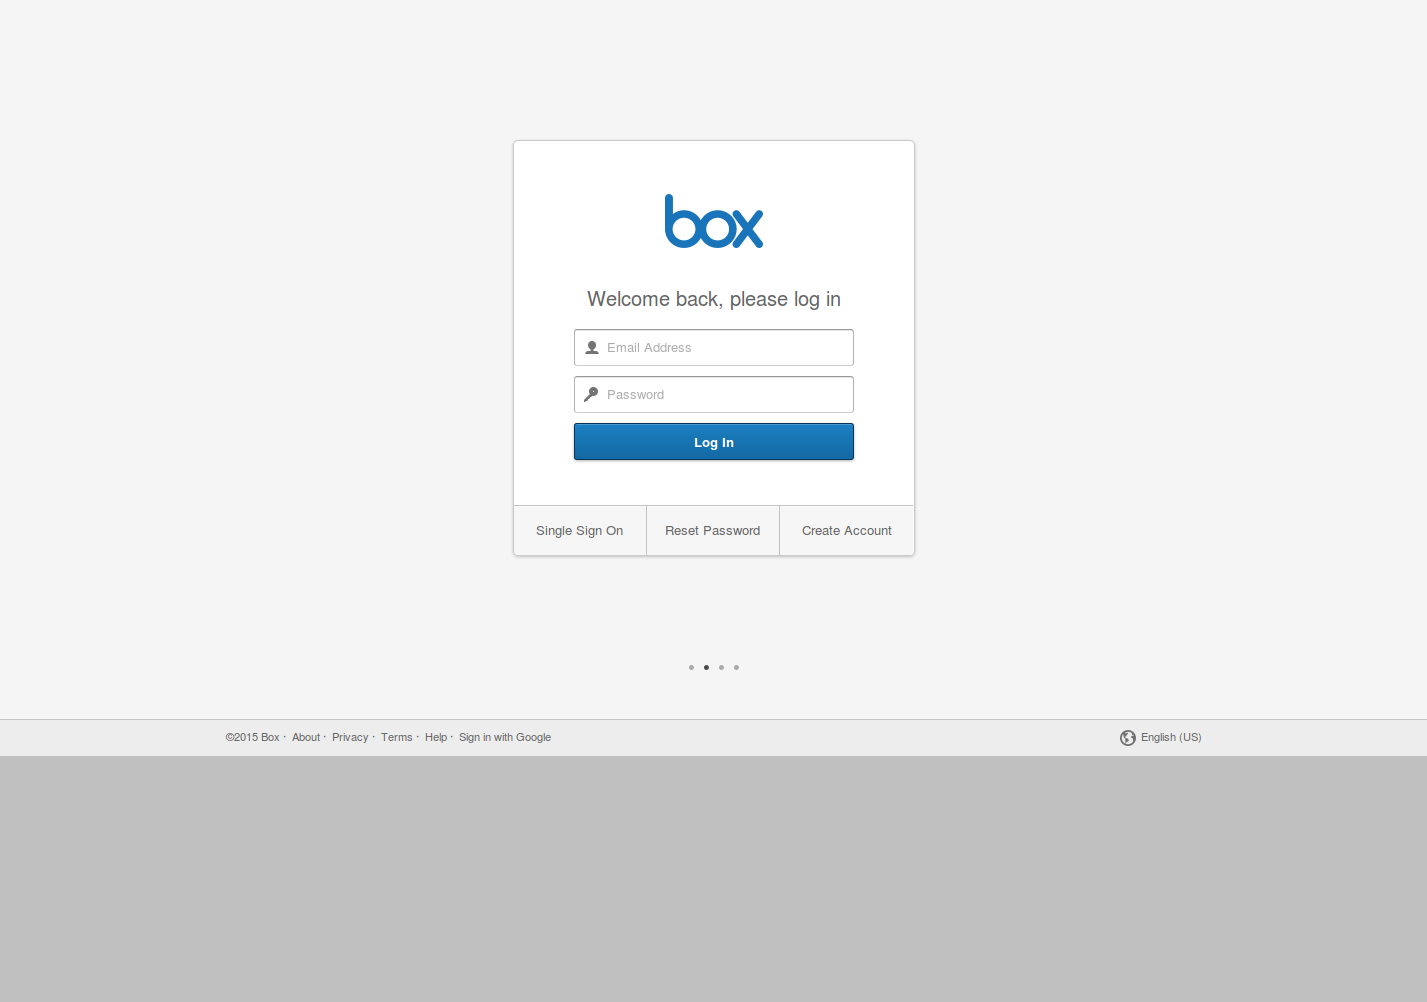 box
Welcome back, please log in
Email Address
Password
Log In
Single Sign On
Reset Password
Create Account
©2015 Box · About · Privacy · Terms · Help · Sign in with Google
English (US)